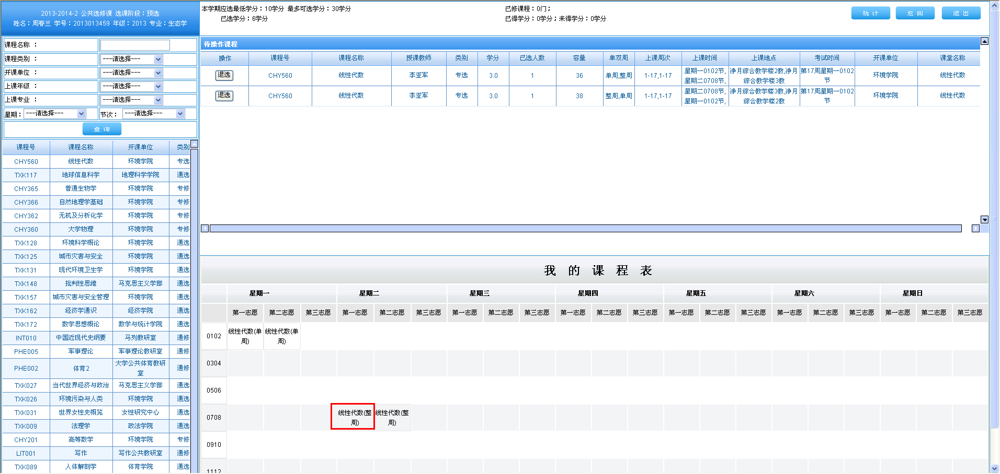 2013-2014-2 公共选修课 选课阶段：预选
姓名：周春兰 学号：2013013459 年级：2013 专业：生态学
本学期应选最低学分：10学分 最多可选学分：30学分
已选学分：6学分
已修课程：0门；
已得学分：0学分；未得学分：0学分
统 计 返 回 退 出
课程名称 ：
课程类别 ： ---请选择---
开课单位 ： ---请选择---
上课年级 ： ---请选择---
上课专业 ： ---请选择---
星期： ---请选择--- 节次： ---请选择---
查 询
课程号 课程名称 开课单位 类别
CHY560 线性代数 环境学院 专选
TXK117 地球信息科学 地理科学学院 通选
CHY365 普通生物学 环境学院 专修
CHY366 自然地理学基础 环境学院 专修
CHY362 无机及分析化学 环境学院 专修
CHY360 大学物理 环境学院 专修
TXK128 环境科学概论 环境学院 通选
TXK125 城市灾害与安全 环境学院 通选
TXK131 现代环境卫生学 环境学院 通选
TXK148 批判性思维 马克思主义学部 通选
TXK157 城市灾害与安全管理 环境学院 通选
TXK162 经济学通识 经济学院 通选
TXK172 数学思想概论 数学与统计学院 通选
INT010 中国近现代史纲要 马列教研室 通修
PHE005 军事理论 军事理论教研室 通修
PHE002 体育2 大学公共体育教研室 通修
TXK027 当代世界经济与政治 马克思主义学部 通选
TXK026 环境污染与人类 环境学院 通选
TXK031 世界女性史概览 女性研究中心 通选
TXK009 法理学 政法学院 通选
CHY201 高等数学 环境学院 专修
LIT001 写作 写作公共教研室 通修
TXK089 人体解剖学 体育学院 通选
待操作课程
操作 课程号 课程名称 授课教师 类别 学分 已选人数 容量 单双周 上课周次 上课时间 上课地点 考试时间 开课单位 课堂名称
退选 CHY560 线性代数 李亚军 专选 3.0 1 36 单周,整周 1-17,1-17 星期一0102节,星期二0708节, 净月综合教学楼2教,净月综合教学楼3教 第17周星期一0102节 环境学院 线性代数
退选 CHY560 线性代数 李亚军 专选 3.0 1 38 整周,单周 1-17,1-17 星期二0708节,星期一0102节, 净月综合教学楼3教,净月综合教学楼2教 第17周星期一0102节 环境学院 线性代数
我 的 课 程 表
星期一 星期二 星期三 星期四 星期五 星期六 星期日
第一志愿 第二志愿 第三志愿 第一志愿 第二志愿 第三志愿 第一志愿 第二志愿 第三志愿 第一志愿 第二志愿 第三志愿 第一志愿 第二志愿 第三志愿 第一志愿 第二志愿 第三志愿 第一志愿 第二志愿 第三志愿
0102 线性代数(单周) 线性代数(单周)
0304
0506
0708 线性代数(整周) 线性代数(整周)
0910
1112